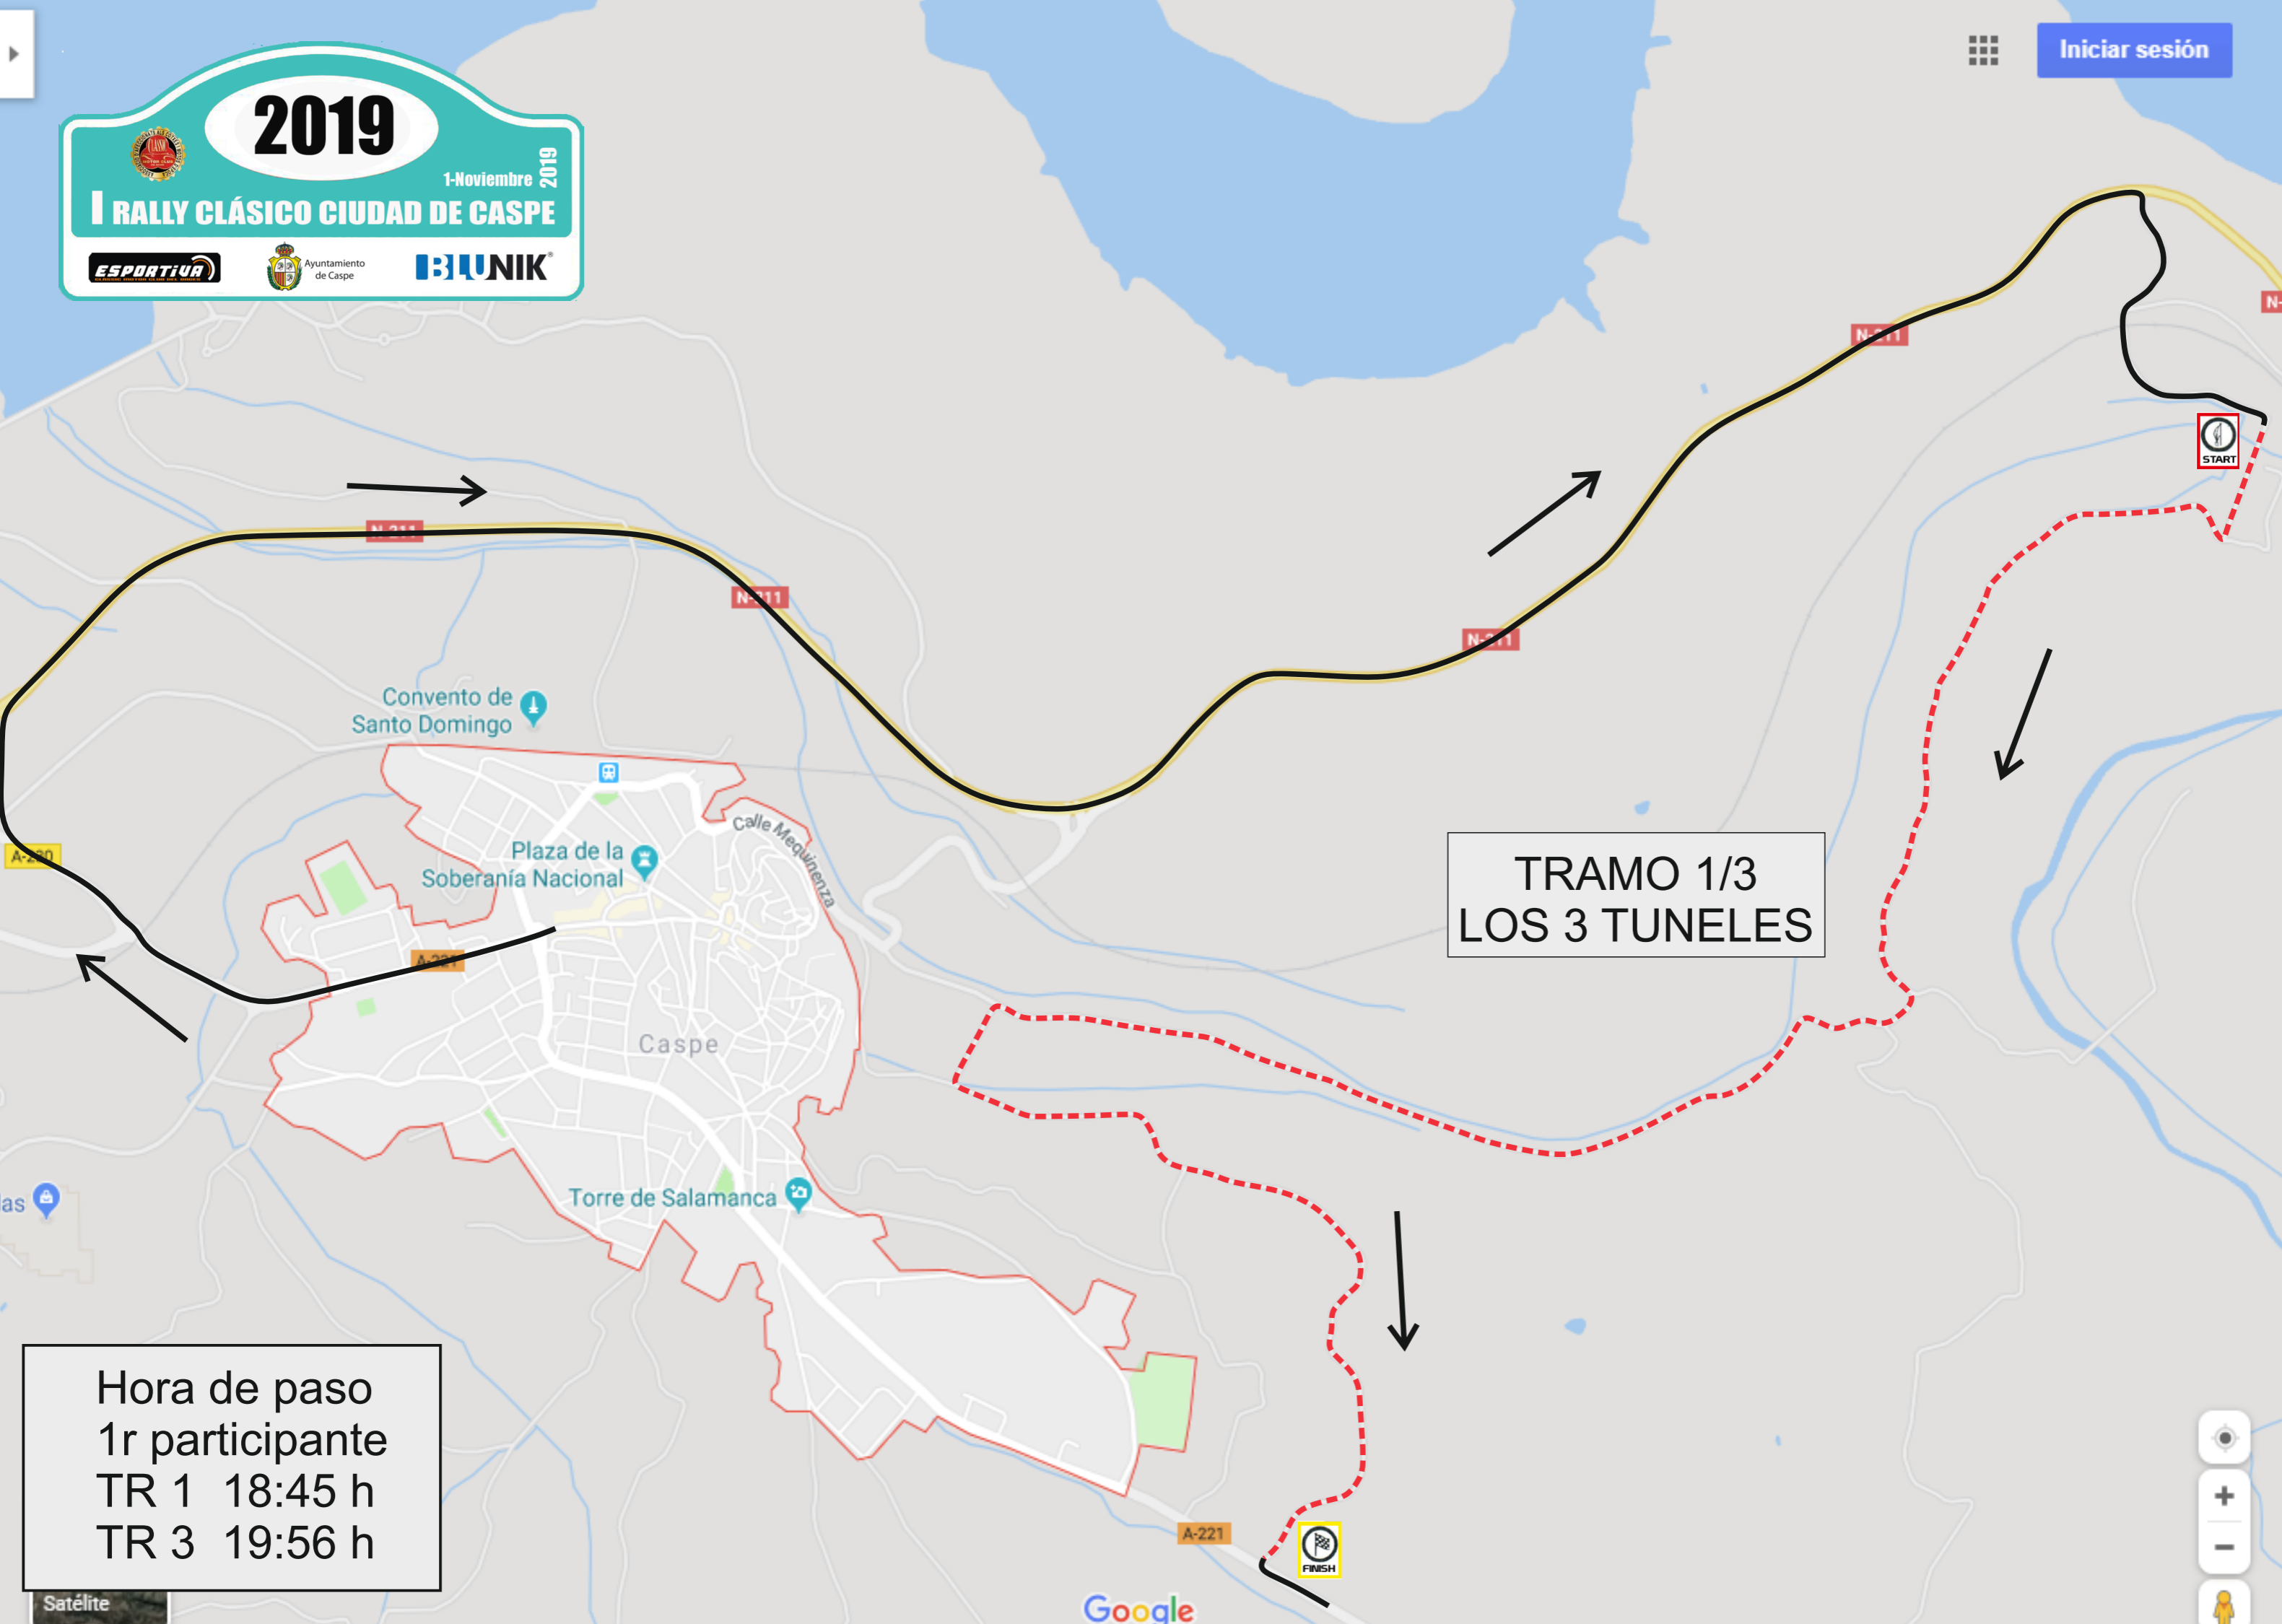 Iniciar sesión
2019
1-Noviembre 2019
I RALLY CLÁSICO CIUDAD DE CASPE
ESPORTIVA
Ayuntamiento
de Caspe
BLUNIK
N-211
START
N-211
N-211
N-211
Convento de
Santo Domingo
Calle Mequinenza
A-230
Plaza de la
Soberanía Nacional
TRAMO 1/3
LOS 3 TUNELES
A-221
Caspe
Torre de Salamanca
las
Hora de paso
1r participante
TR 1 18:45 h
TR 3 19:56 h
A-221
FINISH
Satélite
Google